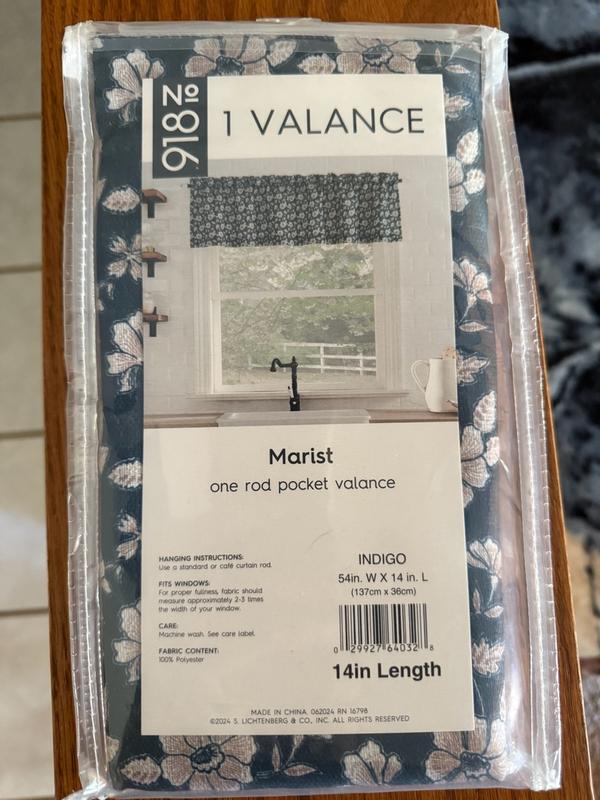 No. 918
1 VALANCE
Marist
one rod pocket valance
HANGING INSTRUCTIONS:
Use a standard or café curtain rod.
FITS WINDOWS:
For proper fullness, fabric should
measure approximately 2-3 times
the width of your window.
CARE:
Machine wash. See care label.
FABRIC CONTENT:
100% Polyester
INDIGO
54in. W X 14 in. L
(137cm x 36cm)
0 29927 64032 8
14in Length
MADE IN CHINA. 062024 RN 16798
©2024 S. LICHTENBERG & CO., INC. ALL RIGHTS RESERVED